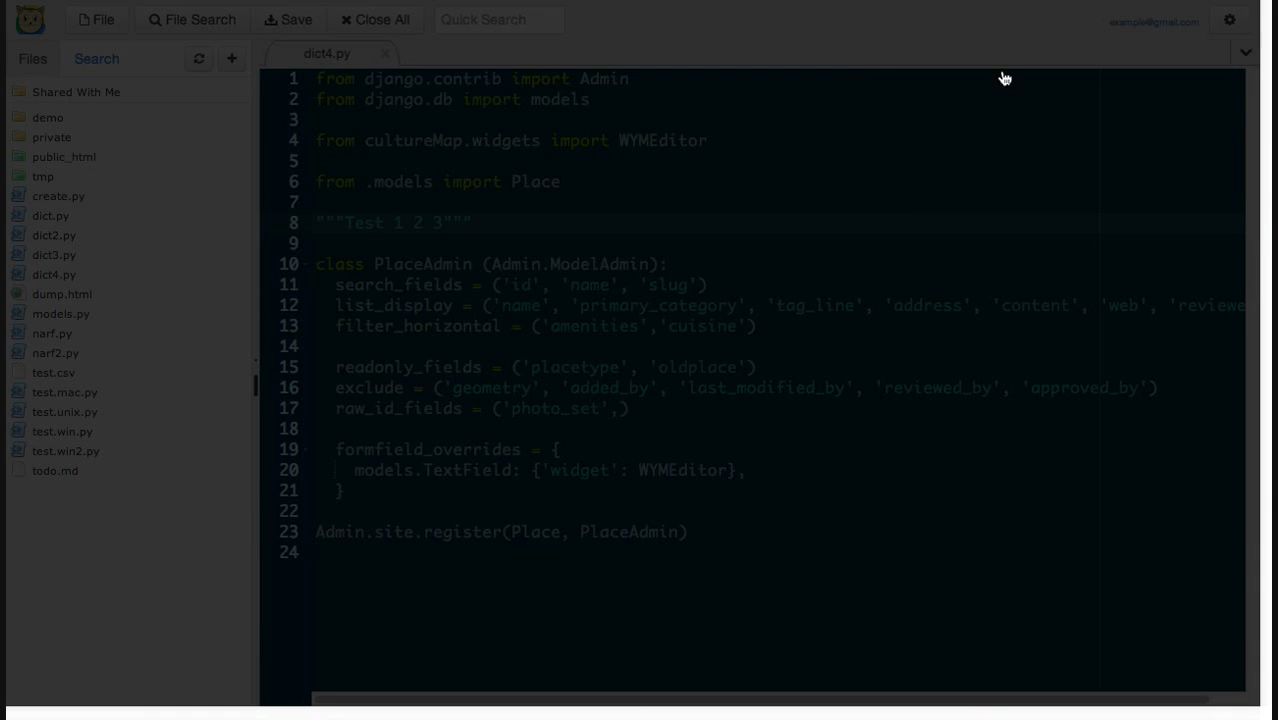 File
File Search
Save
Close All
Quick Search
example@gmail.com
Files
Search
dict4.py
Shared With Me
demo
private
public_html
tmp
create.py
dict.py
dict2.py
dict3.py
dict4.py
dump.html
models.py
narf.py
narf2.py
test.csv
test.mac.py
test.unix.py
test.win.py
test.win2.py
todo.md
1 from django.contrib import Admin
2 from django.db import models
3
4 from cultureMap.widgets import WYMEditor
5
6 from .models import Place
7
8 """Test 1 2 3"""
9
10 class PlaceAdmin (Admin.ModelAdmin):
11 search_fields = ('id', 'name', 'slug')
12 list_display = ('name', 'primary_category', 'tag_line', 'address', 'content', 'web', 'reviewe
13 filter_horizontal = ('amenities','cuisine')
14
15 readonly_fields = ('placetype', 'oldplace')
16 exclude = ('geometry', 'added_by', 'last_modified_by', 'reviewed_by', 'approved_by')
17 raw_id_fields = ('photo_set',)
18
19 formfield_overrides = {
20 models.TextField: {'widget': WYMEditor},
21 }
22
23 Admin.site.register(Place, PlaceAdmin)
24